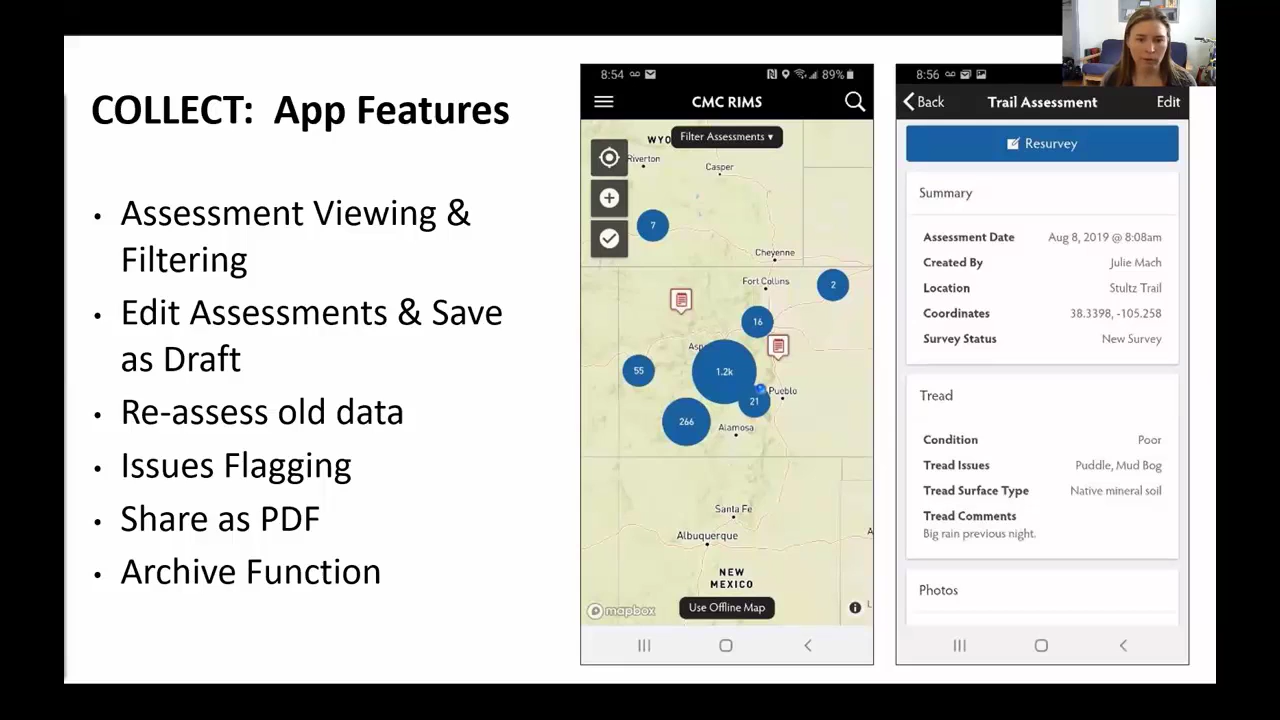 COLLECT: App Features
• Assessment Viewing &
Filtering
• Edit Assessments & Save
as Draft
• Re-assess old data
• Issues Flagging
• Share as PDF
• Archive Function
8:54
89%
CMC RIMS
Filter Assessments ▾
WYO
Riverton
Casper
7
Cheyenne
Fort Collins
2
16
Asp
55
1.2k
Pueblo
21
266
Alamosa
Santa Fe
Albuquerque
A
NEW
MEXICO
Use Offline Map
mapbox
L
8:56
Back
Trail Assessment
Edit
Resurvey
Summary
Assessment Date Aug 8, 2019 @ 8:08am
Created By Julie Mach
Location Stultz Trail
Coordinates 38.3398, -105.258
Survey Status New Survey
Tread
Condition Poor
Tread Issues Puddle, Mud Bog
Tread Surface Type Native mineral soil
Tread Comments
Big rain previous night.
Photos